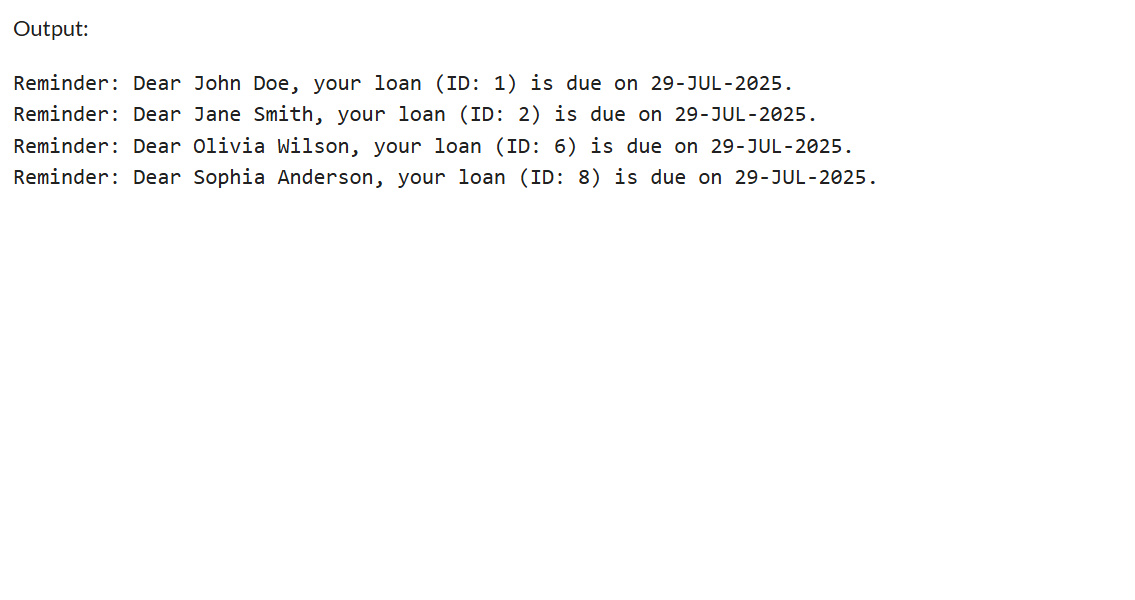 Output:
Reminder: Dear John Doe, your loan (ID: 1) is due on 29-JUL-2025.
Reminder: Dear Jane Smith, your loan (ID: 2) is due on 29-JUL-2025.
Reminder: Dear Olivia Wilson, your loan (ID: 6) is due on 29-JUL-2025.
Reminder: Dear Sophia Anderson, your loan (ID: 8) is due on 29-JUL-2025.